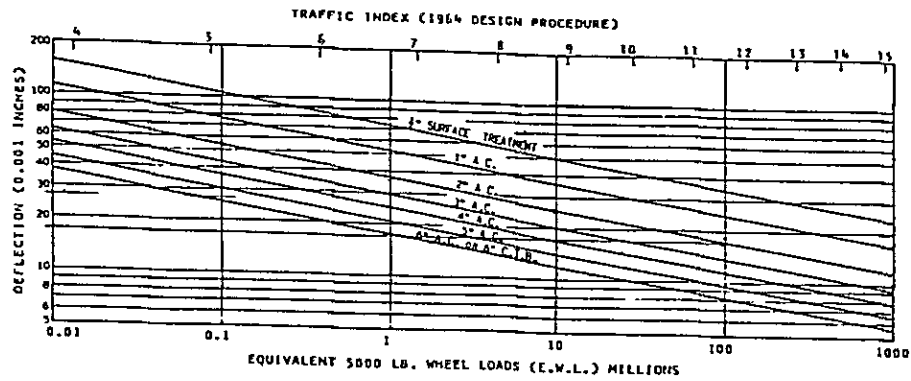 TRAFFIC INDEX (1964 DESIGN PROCEDURE)
4 5 6 7 8 9 10 11 12 13 14 15
DEFLECTION (0.001 INCHES)
200
100
80
60
50
40
30
20
10
8
6
5
SURFACE TREATMENT
1" A.C.
2" A.C.
3" A.C.
4" A.C.
5" A.C.
6" A.C. OR 6" C.T.B.
0.01 0.1 1 10 100 1000
EQUIVALENT 5000 LB. WHEEL LOADS (E.W.L.) MILLIONS